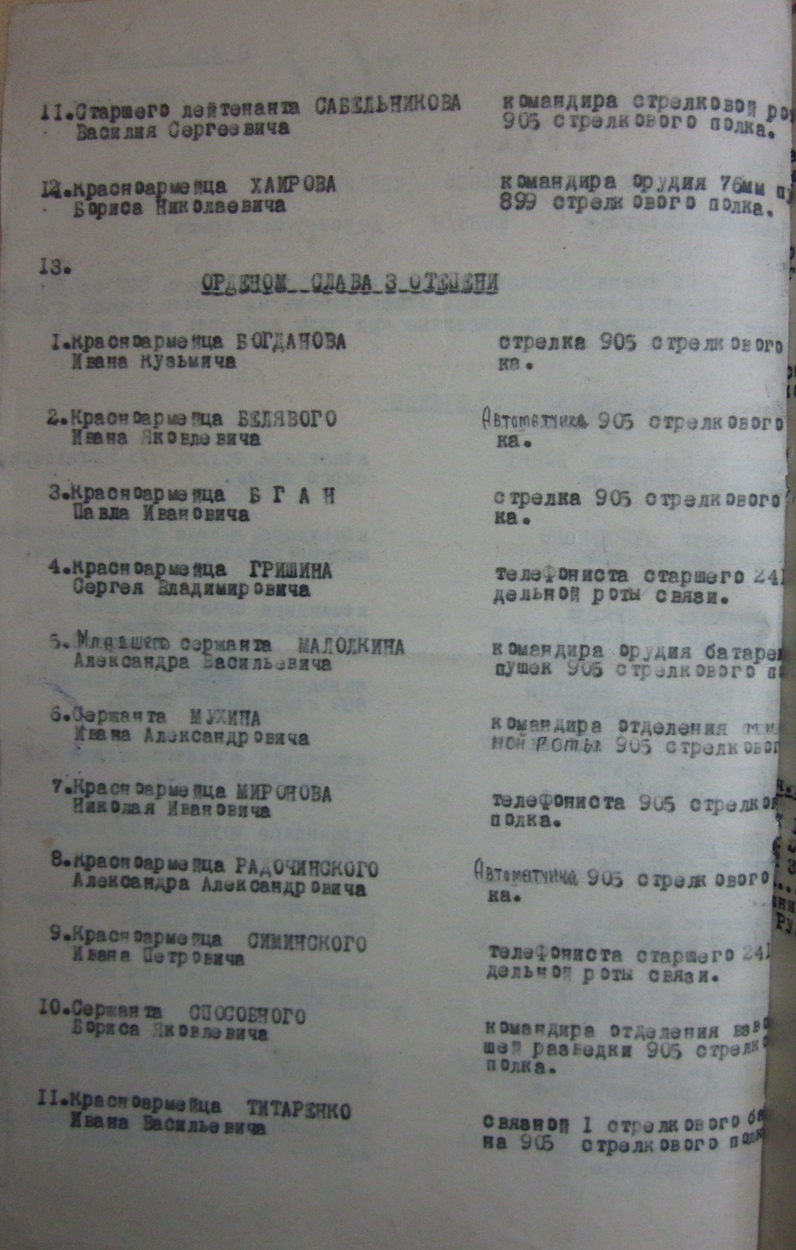 11.Старшего лейтенанта САБЕЛЬНИКОВА командира стрелковой
Василия Сергеевича 905 стрелкового полка.
12.Красноармейца ХАИРОВА командира орудия 76мм
Бориса Николаевича 899 стрелкового полка.
13.
ОРДЕНОМ СЛАВА 3 СТЕПЕНИ
1.Красноармейца БОГДАНОВА стрелка 905 стрелкового
Ивана Кузьмича ка.
2.Красноармейца БЕЛЯВОГО Автоматчика 905 стрелкового
Ивана Яковлевича ка.
3.Красноармейца Б Г А Н стрелка 905 стрелкового
Павла Ивановича ка.
4.Красноармейца ГРИШИНА телефониста старшего 241
Сергея Владимировича дельной роты связи.
5.Младшего сержанта МАЛОДКИНА командира орудия батаре
Александра Васильевича пушек 905 стрелкового п
6.Сержанта МУХИНА командира отделения ми
Ивана Александровича ной роты 905 стрелког
7.Красноармейца МИРОНОВА телефониста 905 стрелко
Николая Ивановича полка.
8.Красноармейца РАДОЧИНСКОГО Автоматчика 905 стрелкового
Александра Александровича ка.
9.Красноармейца СИМИНСКОГО телефониста старшего 241
Ивана Петровича дельной роты связи.
10.Сержанта СПОСОБНОГО командира отделения взво
Бориса Яковлевича шей разведки 905 стрелк
полка.
11.Красноармейца ТИТАРЕНКО связной I стрелкового ба
Ивана Васильевича на 905 стрелкового полк